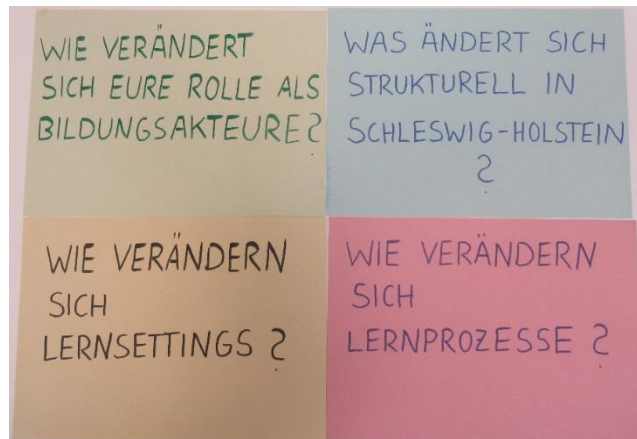 WIE VERÄNDERT
SICH EURE ROLLE ALS
BILDUNGSAKTEURE?
WAS ÄNDERT SICH
STRUKTURELL IN
SCHLESWIG-HOLSTEIN
?
WIE VERÄNDERN
SICH
LERNSETTINGS ?
WIE VERÄNDERN
SICH
LERNPROZESSE ?